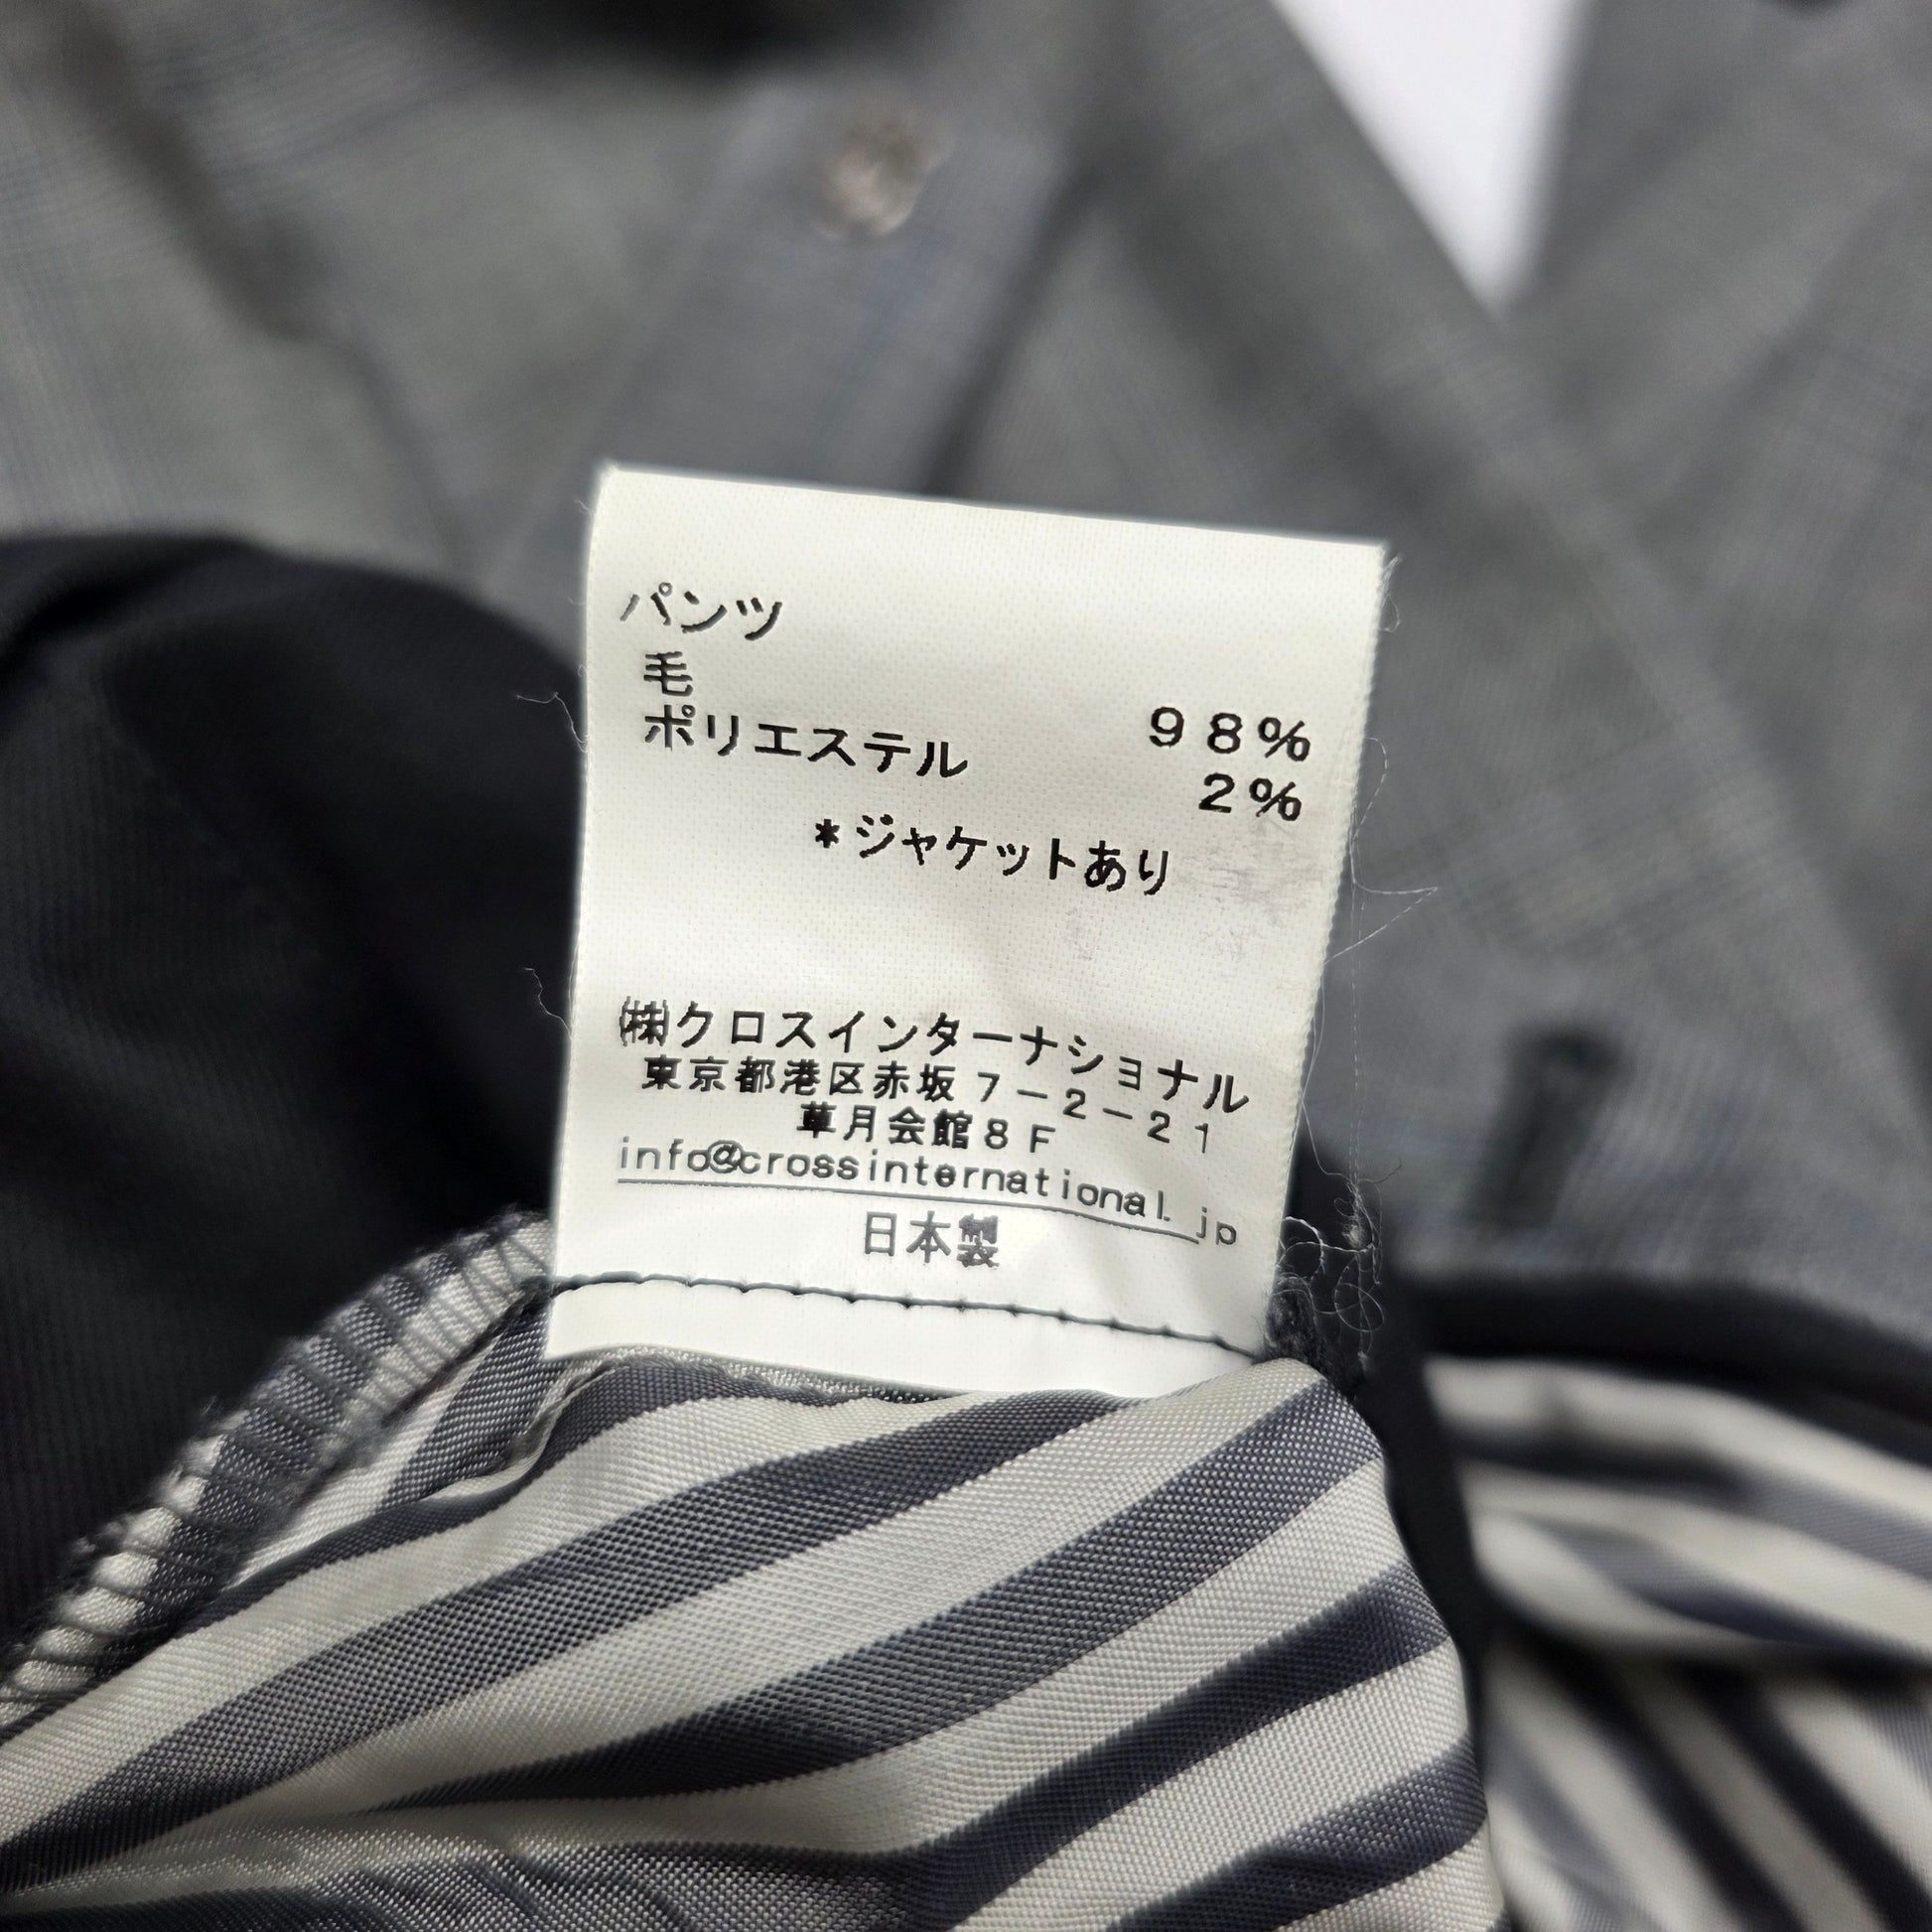 パンツ
毛 98%
ポリエステル 2%
*ジャケットあり
㈱クロスインターナショナル
東京都港区赤坂7-2-21
草月会館8F
info@crossinternational.jp
日本製